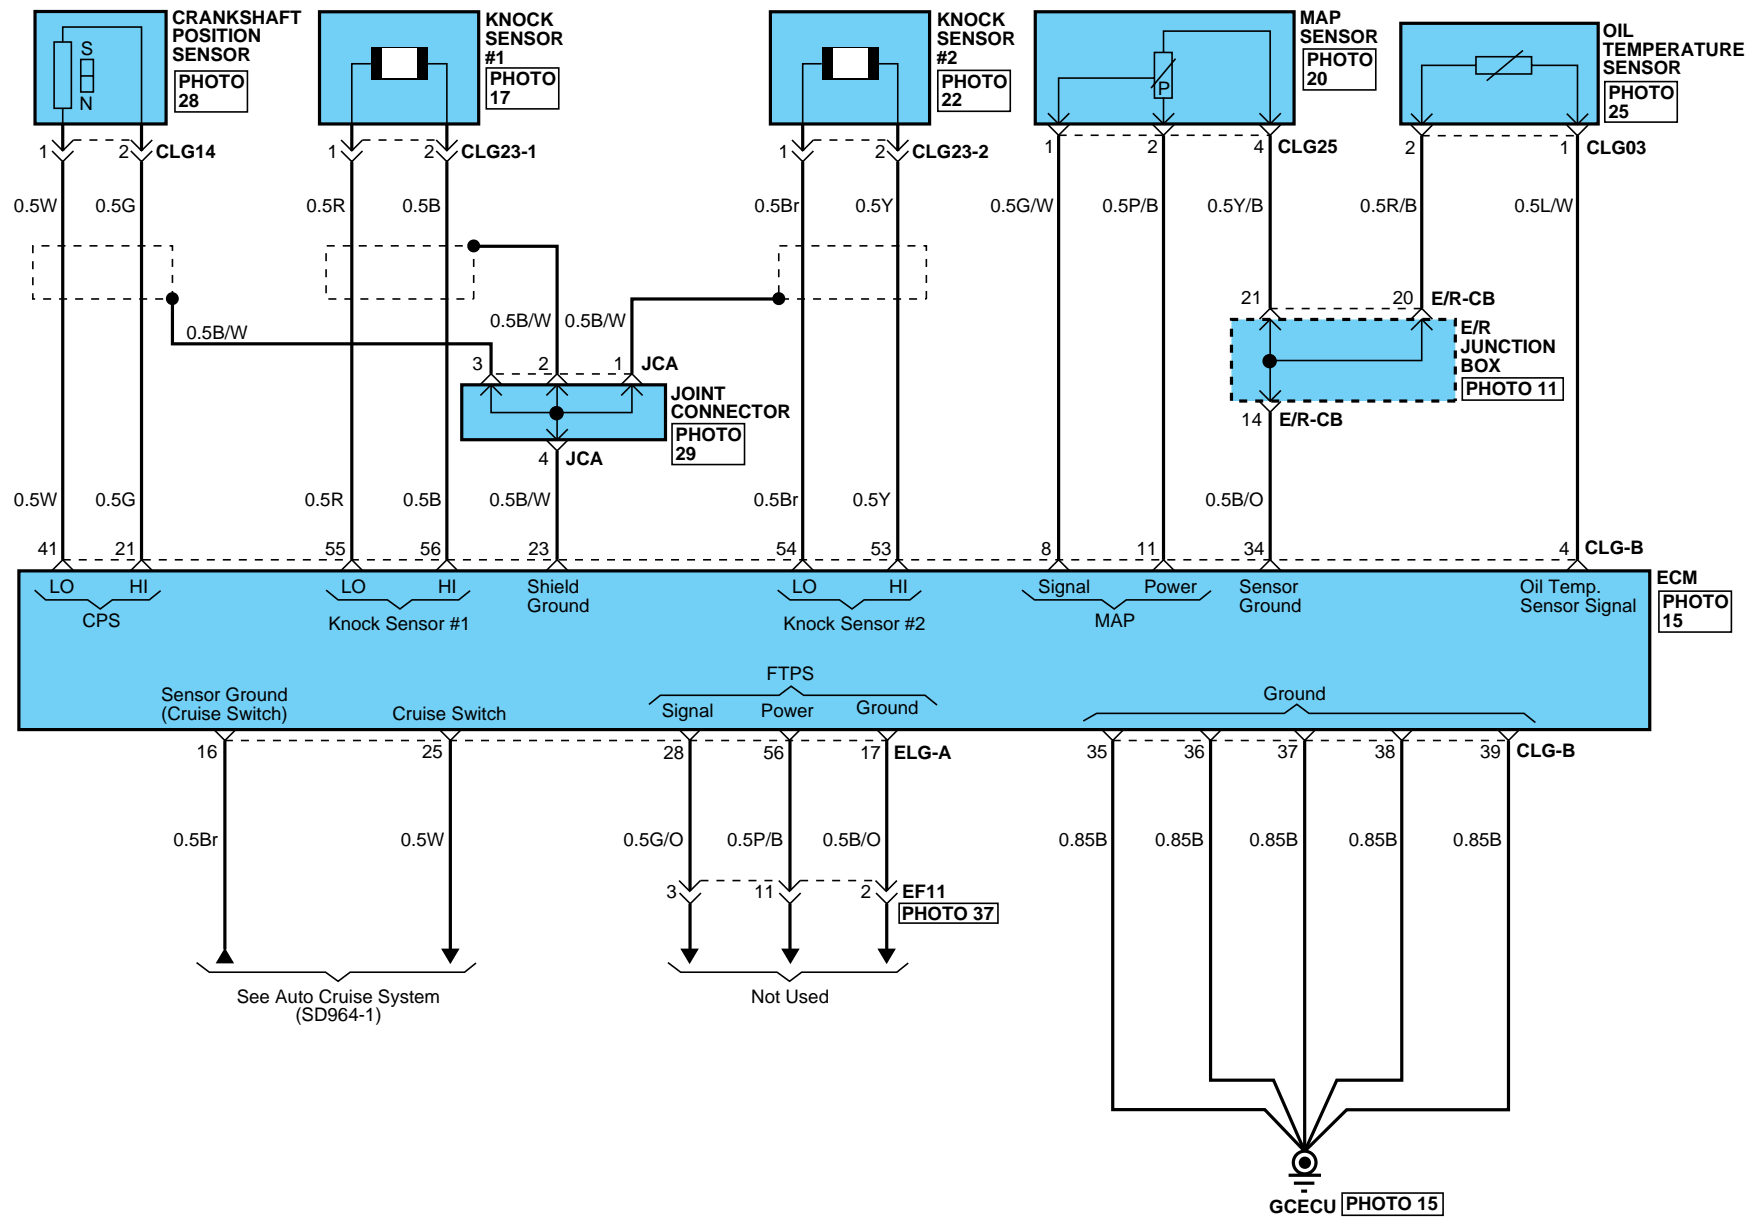 CRANKSHAFT
POSITION
SENSOR
PHOTO
28
KNOCK
SENSOR
#1
PHOTO
17
KNOCK
SENSOR
#2
PHOTO
22
MAP
SENSOR
PHOTO
20
OIL
TEMPERATURE
SENSOR
PHOTO
25
S
N
P
1 2 CLG14
1 2 CLG23-1
1 2 CLG23-2
1 2 4 CLG25
2 1 CLG03
0.5W 0.5G 0.5R 0.5B 0.5Br 0.5Y 0.5G/W 0.5P/B 0.5Y/B 0.5R/B 0.5L/W
0.5B/W 0.5B/W 0.5B/W
21 20 E/R-CB
E/R
JUNCTION
BOX
PHOTO 11
14 E/R-CB
3 2 1 JCA
JOINT
CONNECTOR
PHOTO
29
4 JCA
0.5W 0.5G 0.5R 0.5B 0.5B/W 0.5Br 0.5Y 0.5B/O
41 21 55 56 23 54 53 8 11 34 4 CLG-B
LO HI
CPS
LO HI
Knock Sensor #1
Shield
Ground
LO HI
Knock Sensor #2
Signal Power
MAP
Sensor
Ground
Oil Temp.
Sensor Signal
ECM
PHOTO
15
Sensor Ground
(Cruise Switch)
Cruise Switch
FTPS
Signal Power Ground
Ground
16 25 28 56 17 ELG-A
35 36 37 38 39 CLG-B
0.5Br 0.5W 0.5G/O 0.5P/B 0.5B/O 0.85B 0.85B 0.85B 0.85B 0.85B
3 11 2 EF11
PHOTO 37
See Auto Cruise System
(SD964-1)
Not Used
GCECU PHOTO 15